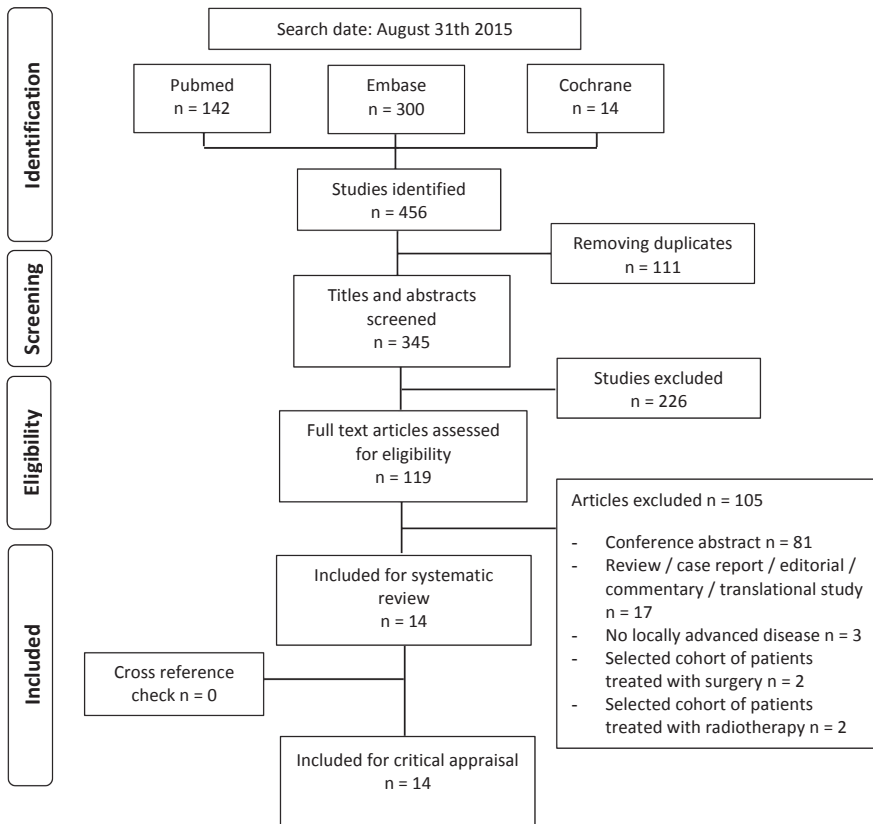 Search date: August 31th 2015
Identification
Pubmed
n = 142
Embase
n = 300
Cochrane
n = 14
Studies identified
n = 456
Removing duplicates
n = 111
Screening
Titles and abstracts
screened
n = 345
Studies excluded
n = 226
Eligibility
Full text articles assessed
for eligibility
n = 119
Articles excluded n = 105
- Conference abstract n = 81
- Review / case report / editorial /
commentary / translational study
n = 17
- No locally advanced disease n = 3
- Selected cohort of patients
treated with surgery n = 2
- Selected cohort of patients
treated with radiotherapy n = 2
Included
Included for systematic
review
n = 14
Cross reference
check n = 0
Included for critical appraisal
n = 14